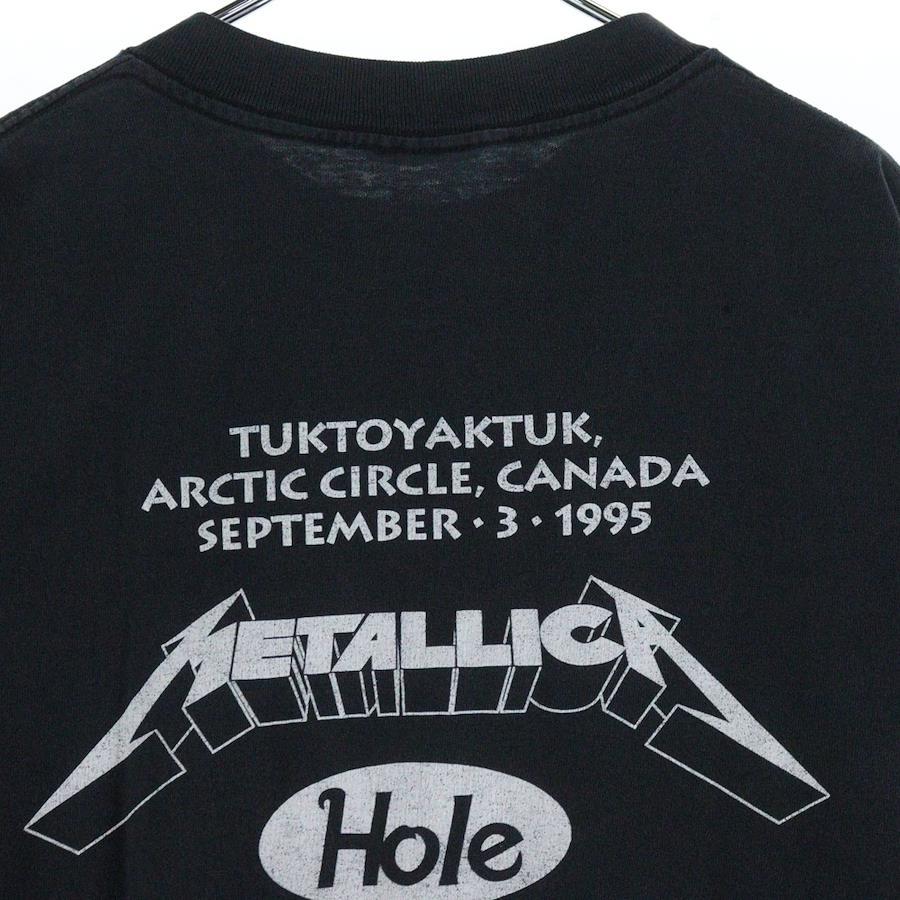 TUKTOYAKTUK,
ARCTIC CIRCLE, CANADA
SEPTEMBER · 3 · 1995
METALLICA
Hole